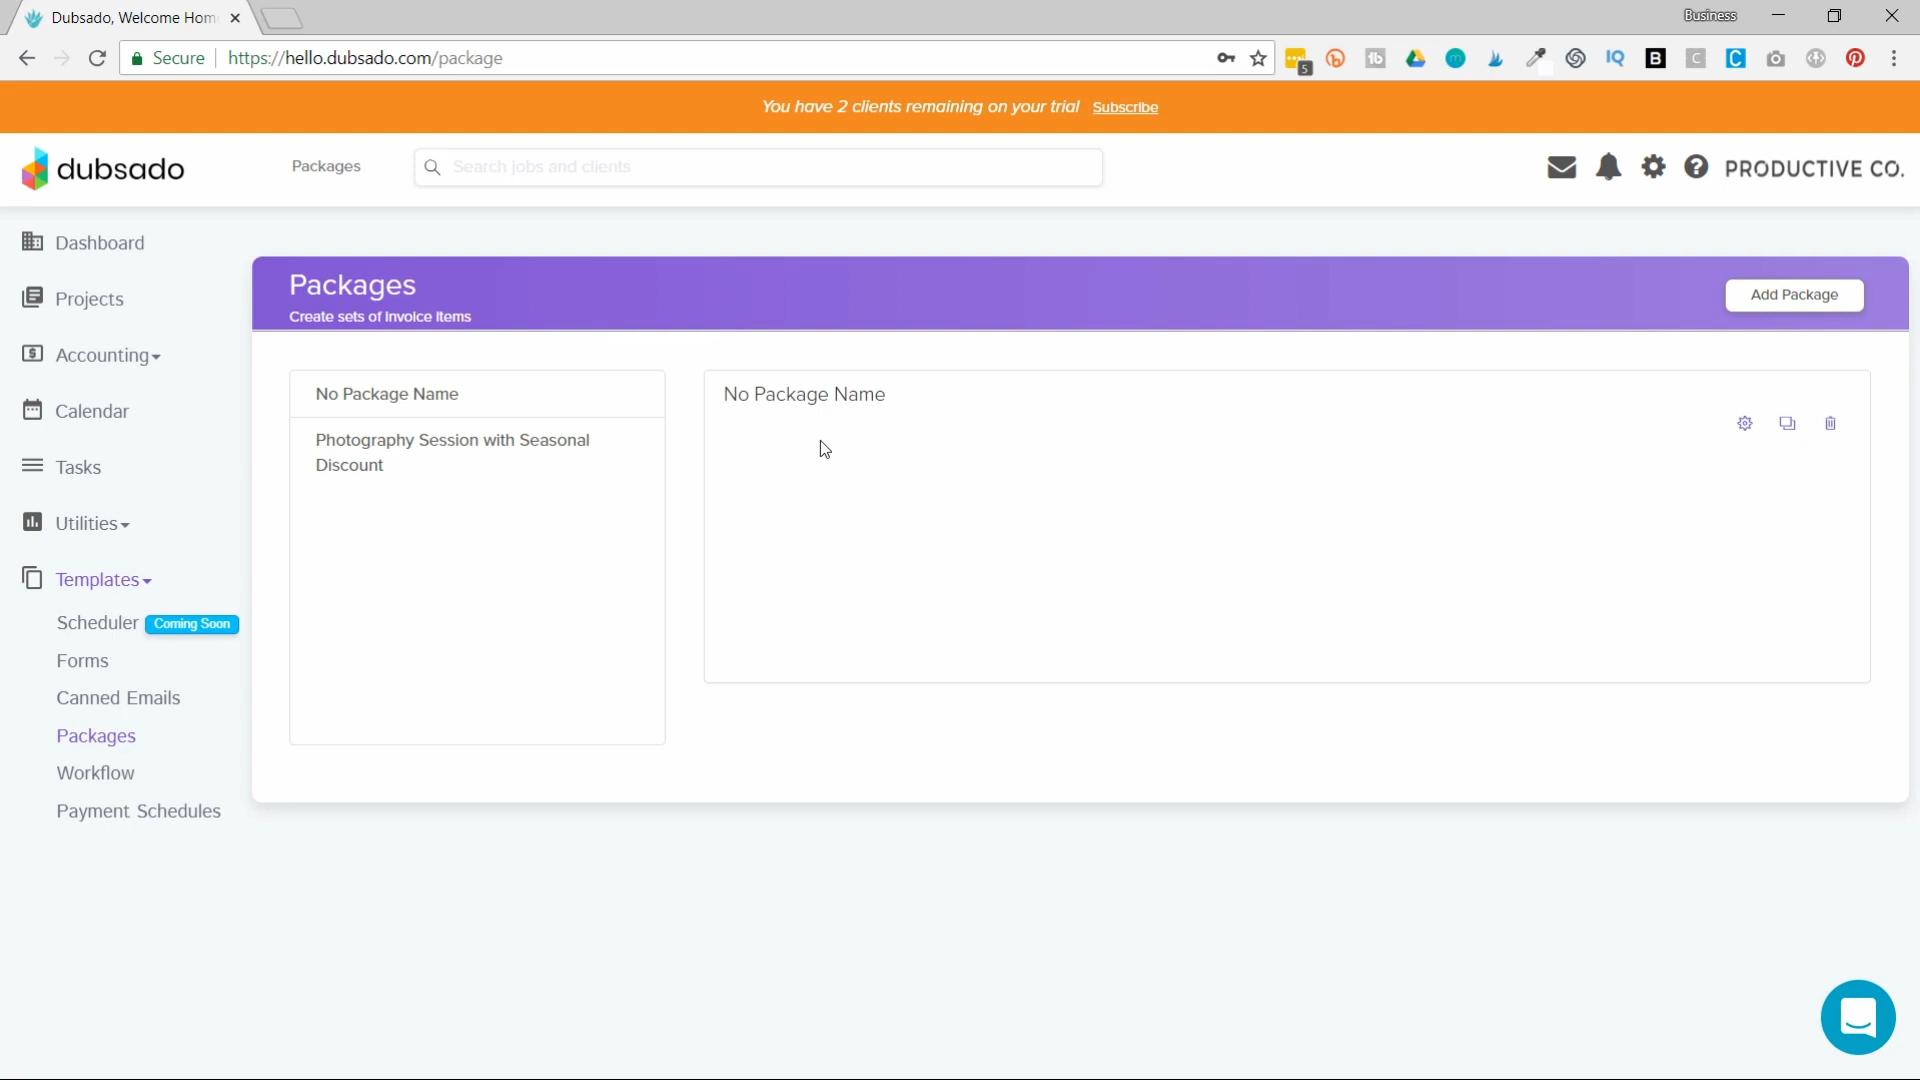 Dubsado, Welcome Hom
Business
Secure
https://hello.dubsado.com/package
5
You have 2 clients remaining on your trial Subscribe
dubsado
Packages
Search jobs and clients
PRODUCTIVE CO.
Dashboard
Projects
Accounting
Calendar
Tasks
Utilities
Templates
Scheduler Coming Soon
Forms
Canned Emails
Packages
Workflow
Payment Schedules
Packages
Create sets of Invoice Items
Add Package
No Package Name
Photography Session with Seasonal
Discount
No Package Name